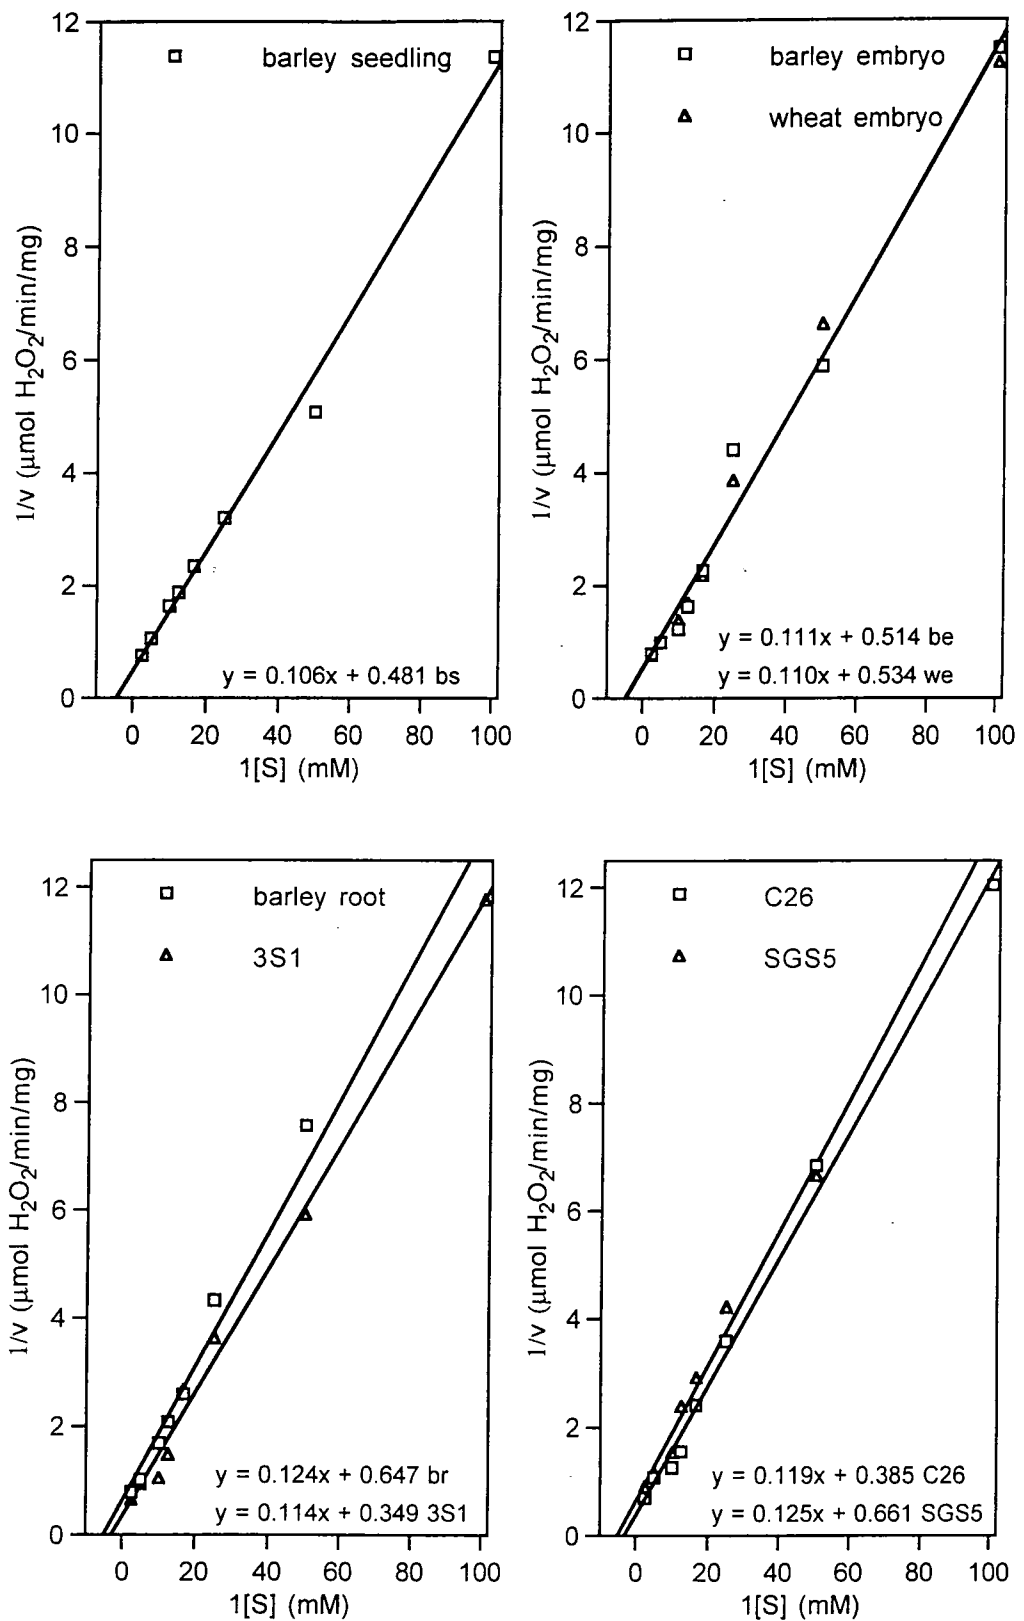 12
10
8
6
4
2
0
1/v (μmol H₂O₂/min/mg)
barley seedling
y = 0.106x + 0.481 bs
0 20 40 60 80 100
1[S] (mM)
12
10
8
6
4
2
0
1/v (μmol H₂O₂/min/mg)
barley embryo
wheat embryo
y = 0.111x + 0.514 be
y = 0.110x + 0.534 we
0 20 40 60 80 100
1[S] (mM)
12
10
8
6
4
2
0
1/v (μmol H₂O₂/min/mg)
barley root
3S1
y = 0.124x + 0.647 br
y = 0.114x + 0.349 3S1
0 20 40 60 80 100
1[S] (mM)
12
10
8
6
4
2
0
1/v (μmol H₂O₂/min/mg)
C26
SGS5
y = 0.119x + 0.385 C26
y = 0.125x + 0.661 SGS5
0 20 40 60 80 100
1[S] (mM)